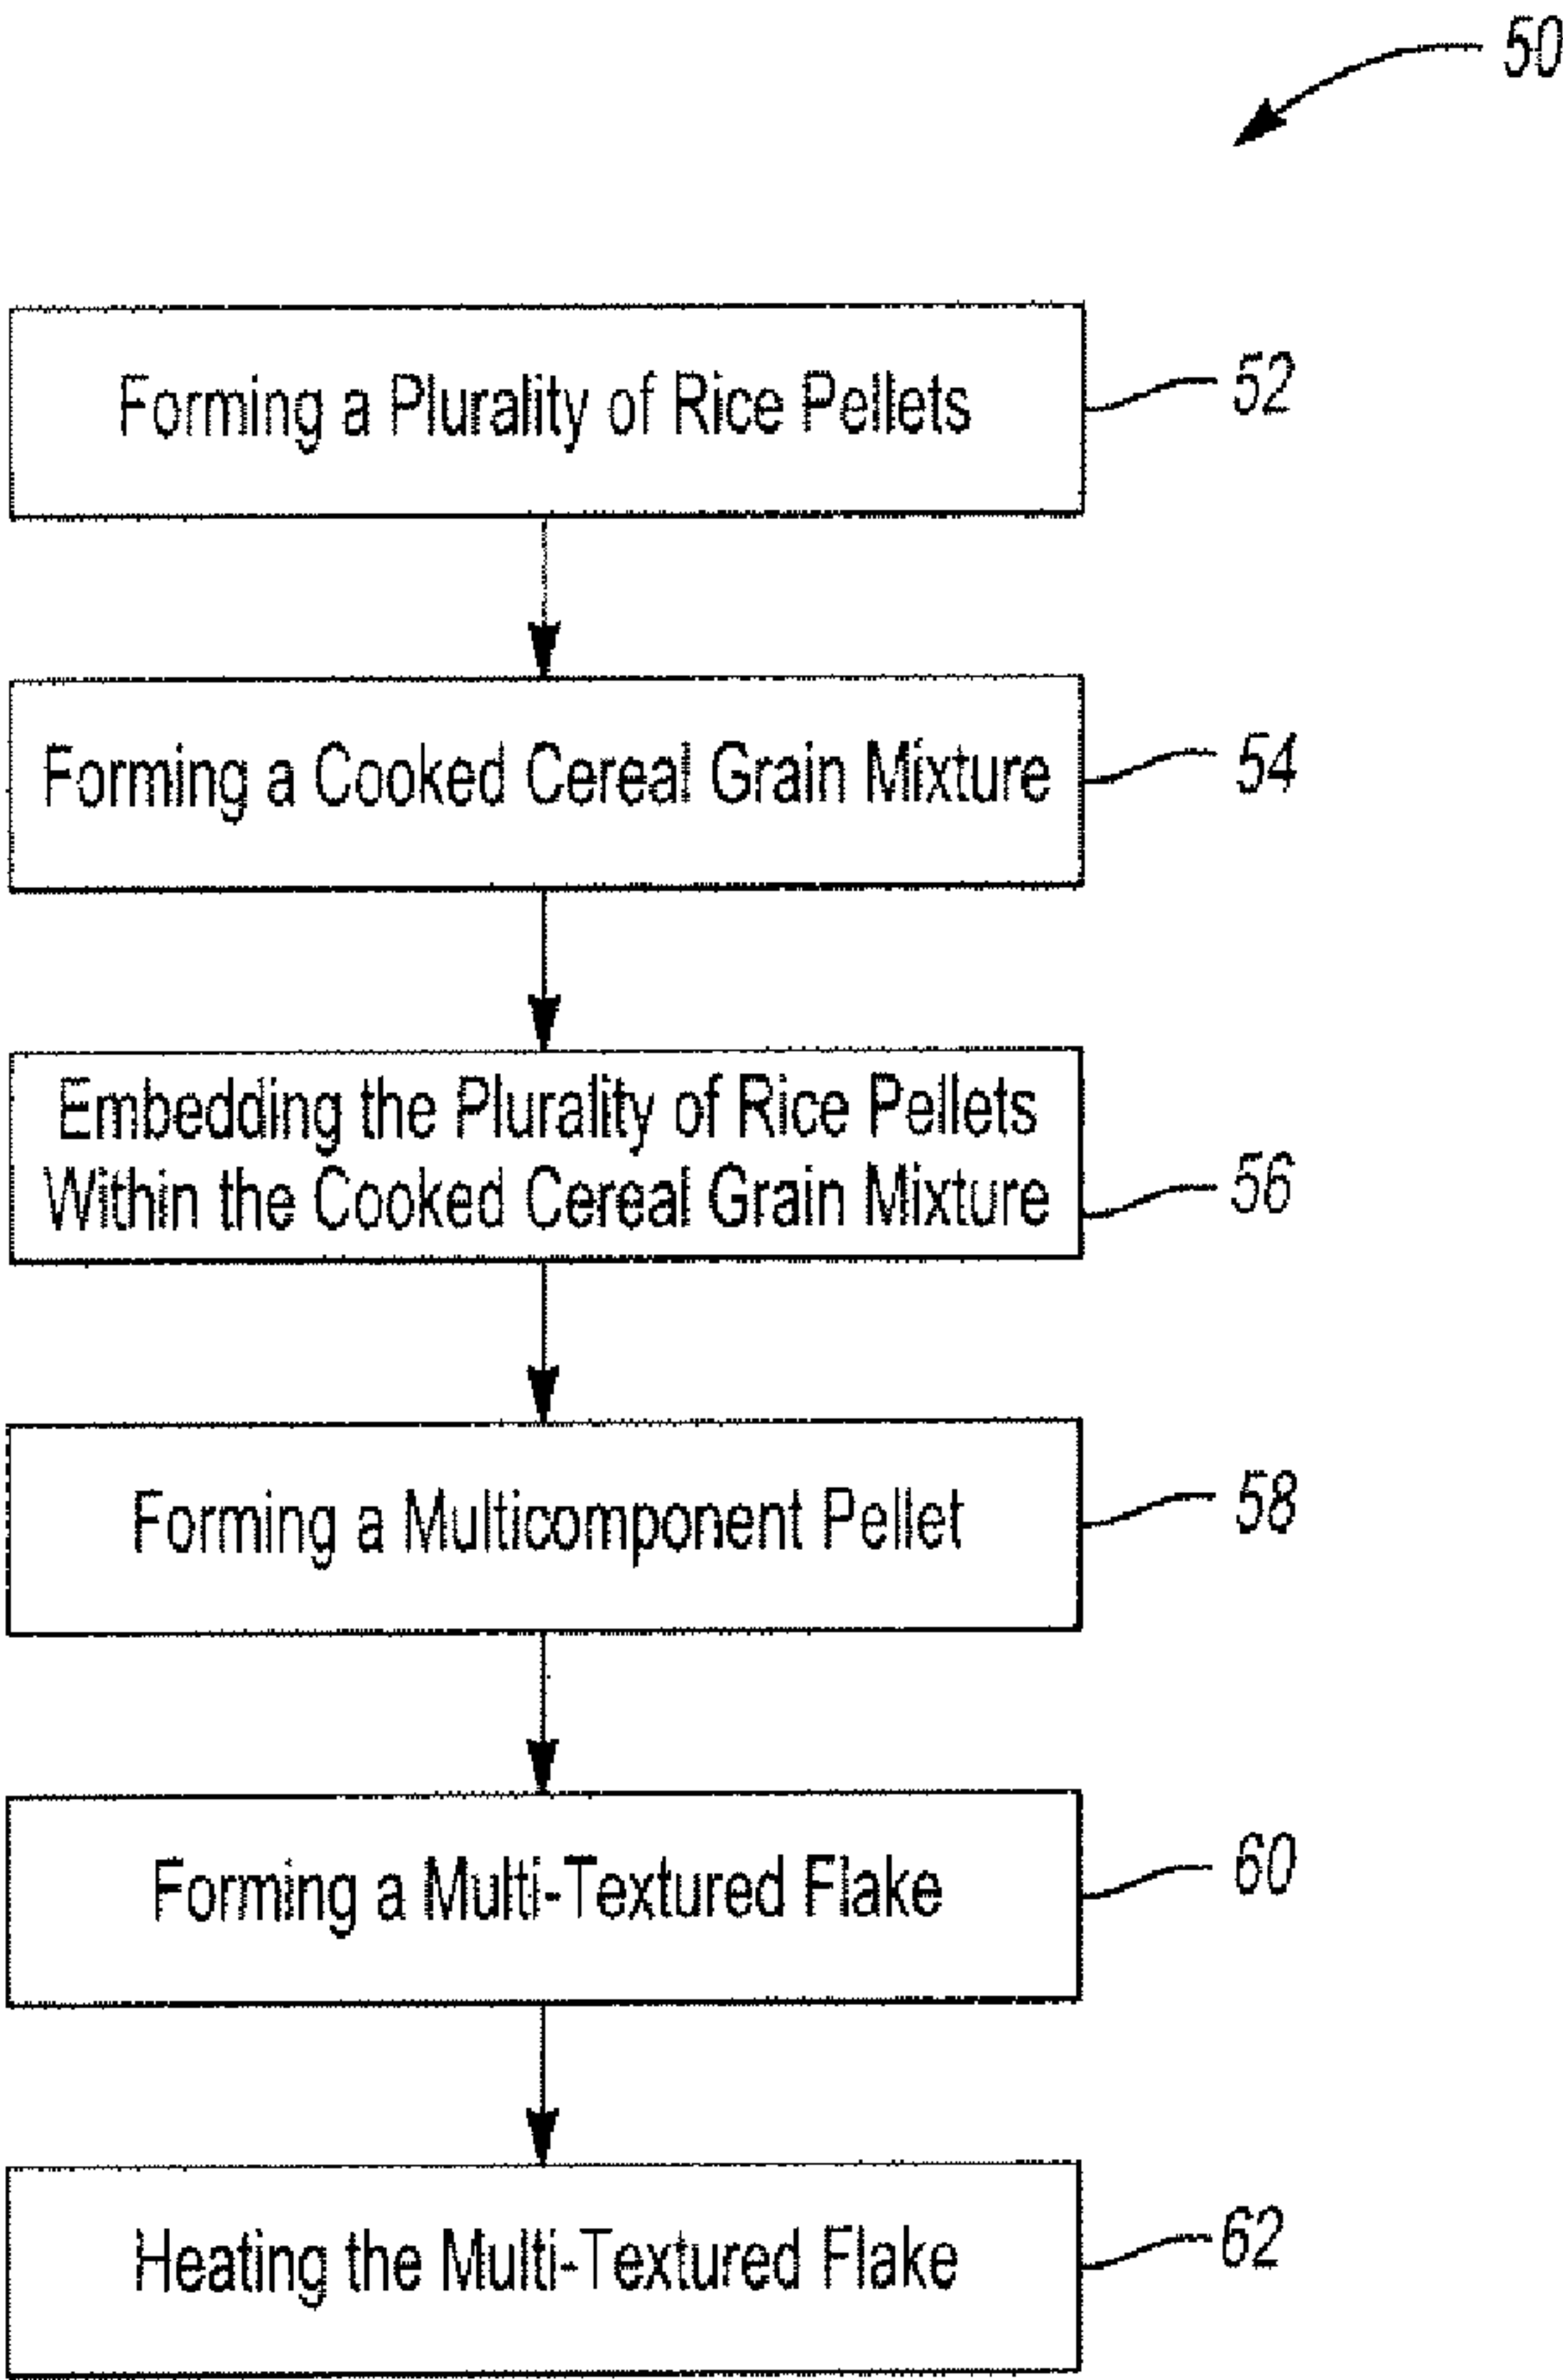 50
Forming a Plurality of Rice Pellets
52
Forming a Cooked Cereal Grain Mixture
54
Embedding the Plurality of Rice Pellets
Within the Cooked Cereal Grain Mixture
56
Forming a Multicomponent Pellet
58
Forming a Multi-Textured Flake
60
Heating the Multi-Textured Flake
62